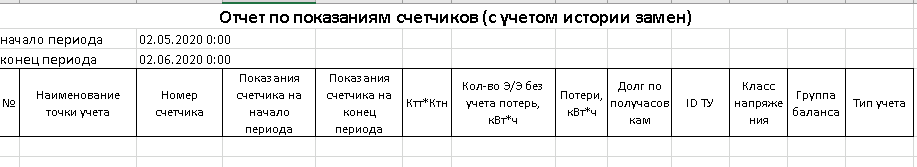 Отчет по показаниям счетчиков (с учетом истории замен)
начало периода 02.05.2020 0:00
конец периода 02.06.2020 0:00
№
Наименование
точки учета
Номер
счетчика
Показания
счетчика на
начало
периода
Показания
счетчика на
конец
периода
Ктт*Ктн
Кол-во Э/Э без
учета потерь,
кВт*ч
Потери,
кВт*ч
Долг по
получасов
кам
ID ТУ
Класс
напряже
ния
Группа
баланса
Тип учета